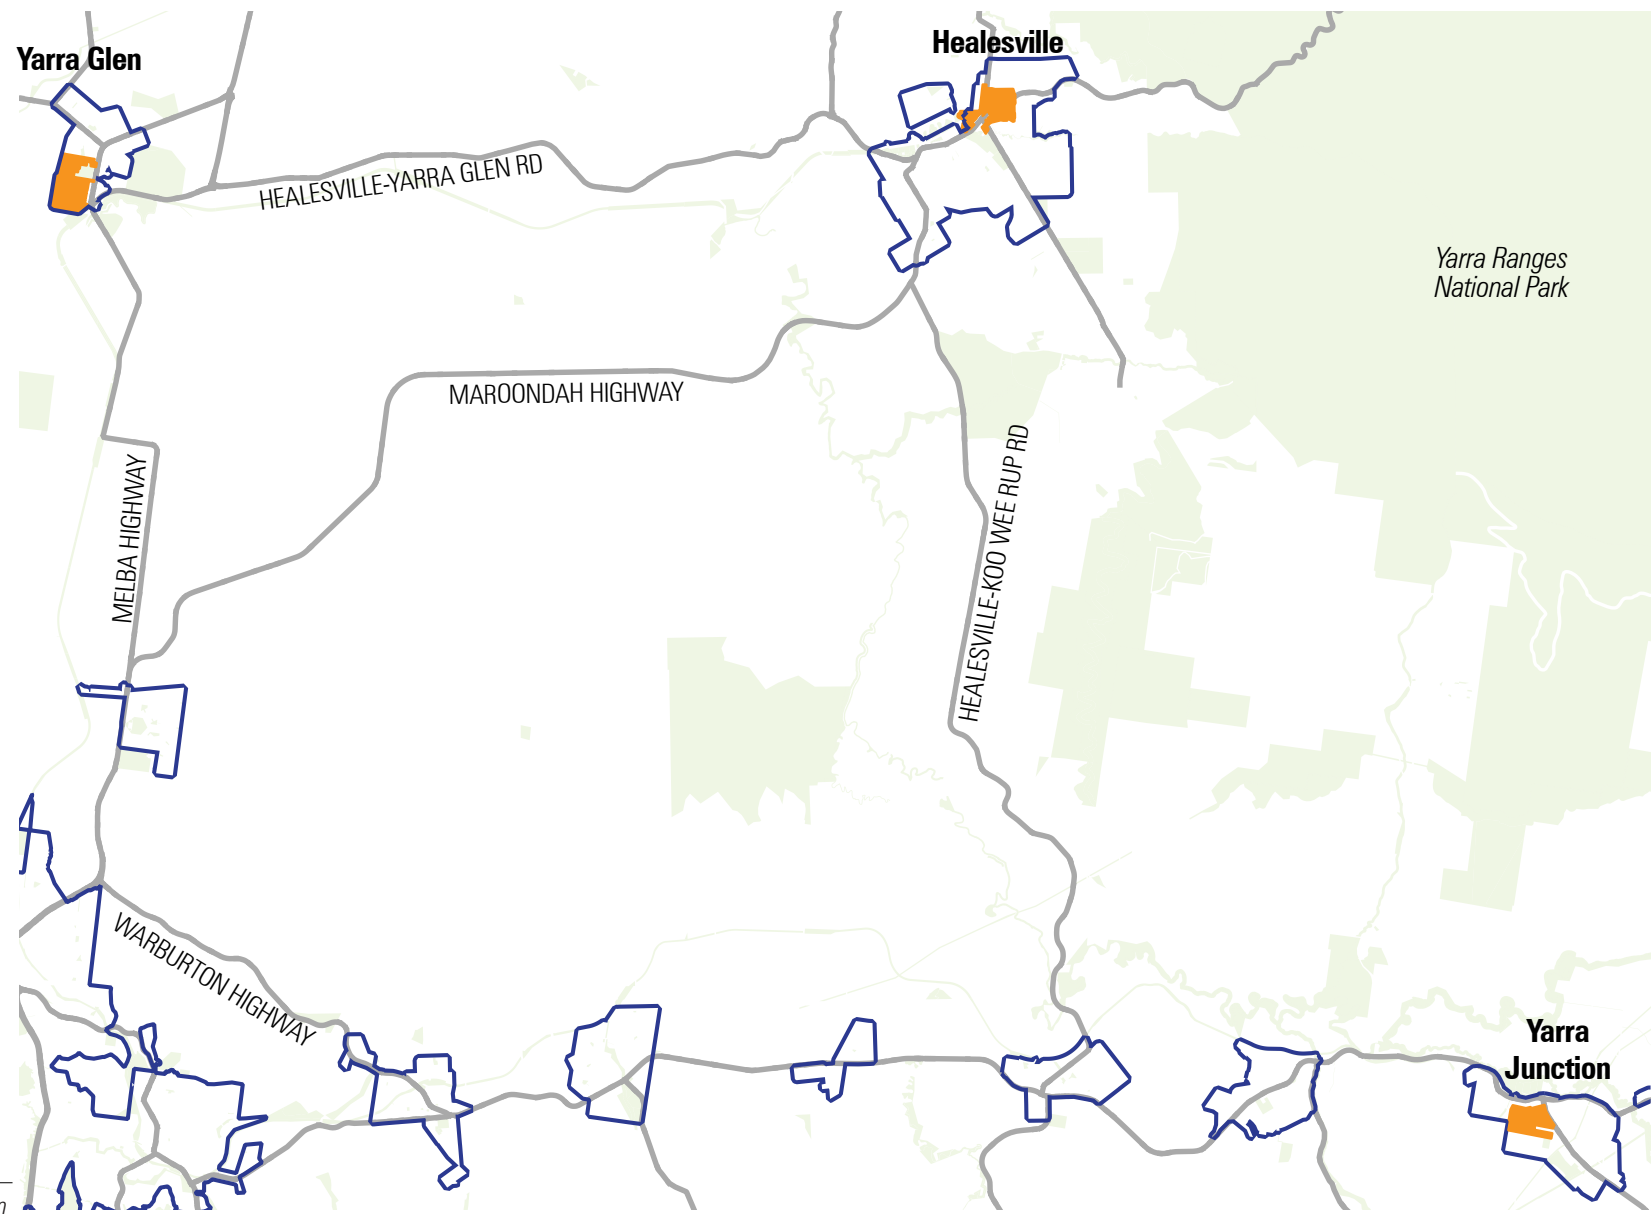 Yarra Glen
Healesville
HEALESVILLE-YARRA GLEN RD
Yarra Ranges
National Park
MAROONDAH HIGHWAY
HEALESVILLE-KOO WEE RUP RD
MELBA HIGHWAY
WARBURTON HIGHWAY
Yarra
Junction